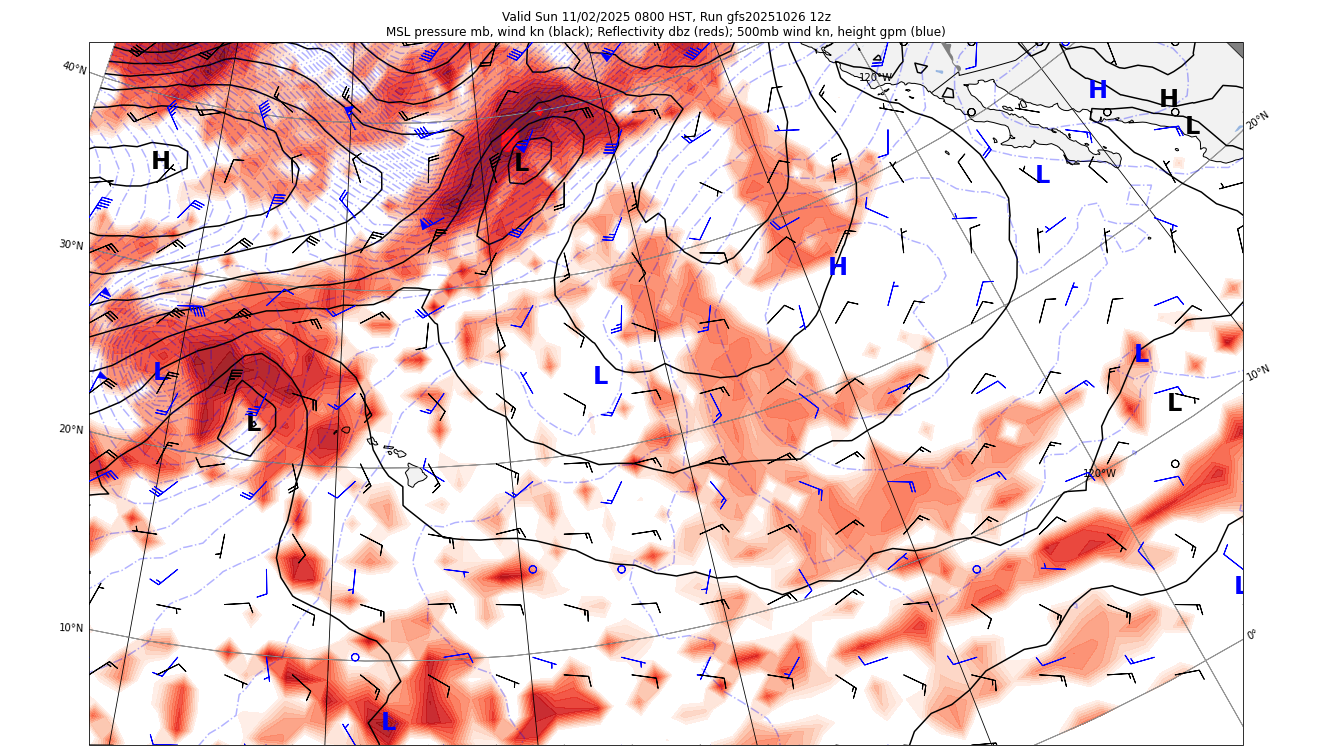 Valid Sun 11/02/2025 0800 HST, Run gfs20251026 12z
MSL pressure mb, wind kn (black); Reflectivity dbz (reds); 500mb wind kn, height gpm (blue)
40°N
120°W
H
H
20°N
L
H
L
L
30°N
H
L
L
L
10°N
L
L
20°N
120°W
L
10°N
0°
L